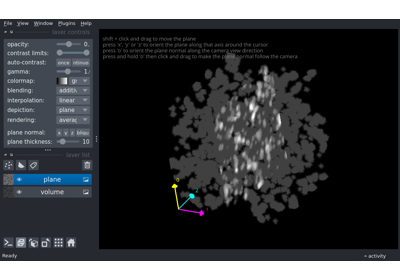 File View Plugins Window Help
layer controls
opacity: 0.
contrast limits:
auto-contrast: once
gamma: 1.
colormap: gr
blending: additiv
interpolation: linear
depiction: plane
rendering: averag
plane normal: x y z
plane thickness: 10
layer list
plane
volume
Ready
activity
shift + click and drag to move the plane
press 'x', 'y' or 'z' to orient the plane along that axis around the cursor
press 'o' to orient the plane normal along the camera view direction
press and hold 'o' then click and drag to make the plane normal follow the camera